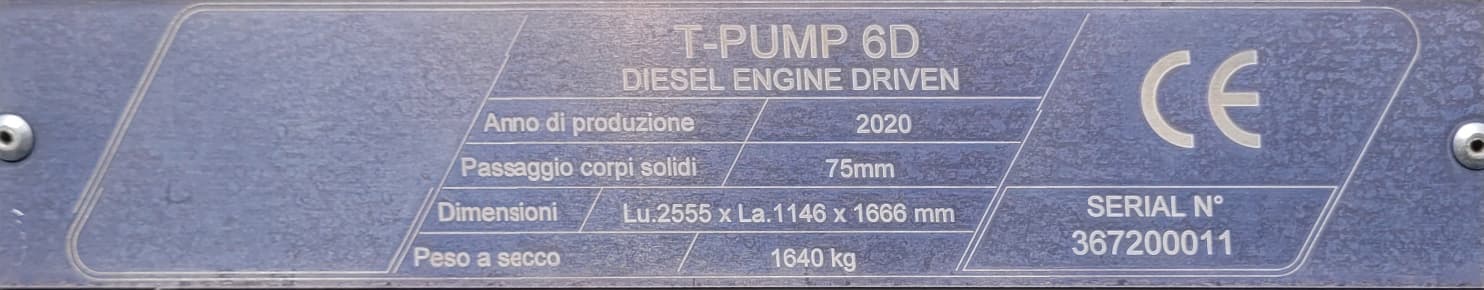 T-PUMP 6D
DIESEL ENGINE DRIVEN
Anno di produzione 2020
Passaggio corpi solidi 75mm
Dimensioni Lu.2555 x La.1146 x 1666 mm
Peso a secco 1640 kg
CE
SERIAL N°
367200011